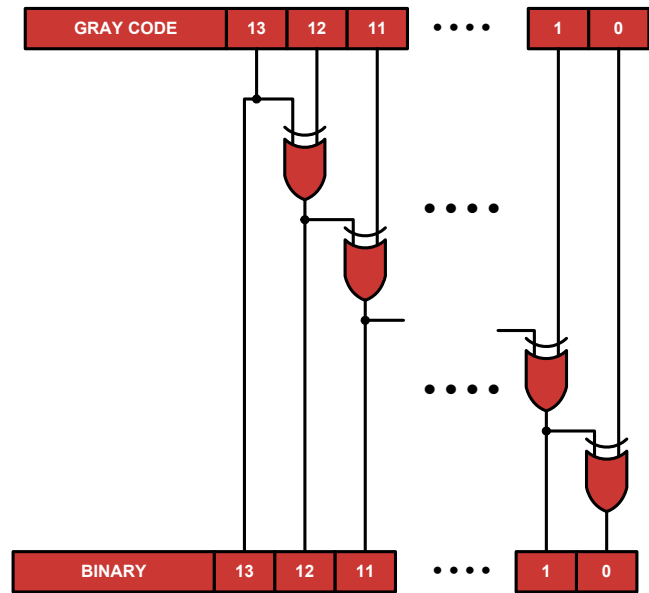 GRAY CODE 13 12 11 •••• 1 0
BINARY 13 12 11 •••• 1 0